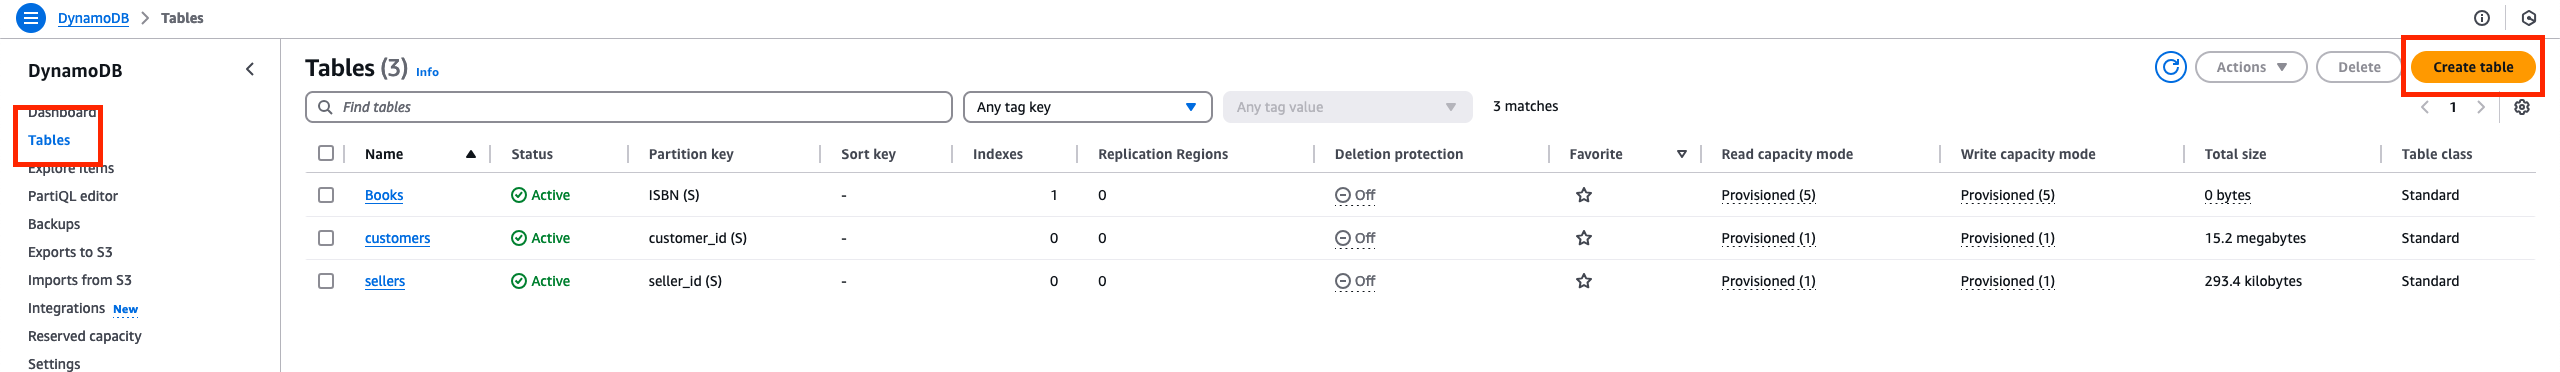 DynamoDB > Tables
DynamoDB
Dashboard
Tables
Explore items
PartiQL editor
Backups
Exports to S3
Imports from S3
Integrations New
Reserved capacity
Settings
Tables (3) Info
Actions Delete Create table
Find tables Any tag key Any tag value 3 matches 1
Name Status Partition key Sort key Indexes Replication Regions Deletion protection Favorite Read capacity mode Write capacity mode Total size Table class
Books Active ISBN (S) - 1 0 Off Provisioned (5) Provisioned (5) 0 bytes Standard
customers Active customer_id (S) - 0 0 Off Provisioned (1) Provisioned (1) 15.2 megabytes Standard
sellers Active seller_id (S) - 0 0 Off Provisioned (1) Provisioned (1) 293.4 kilobytes Standard